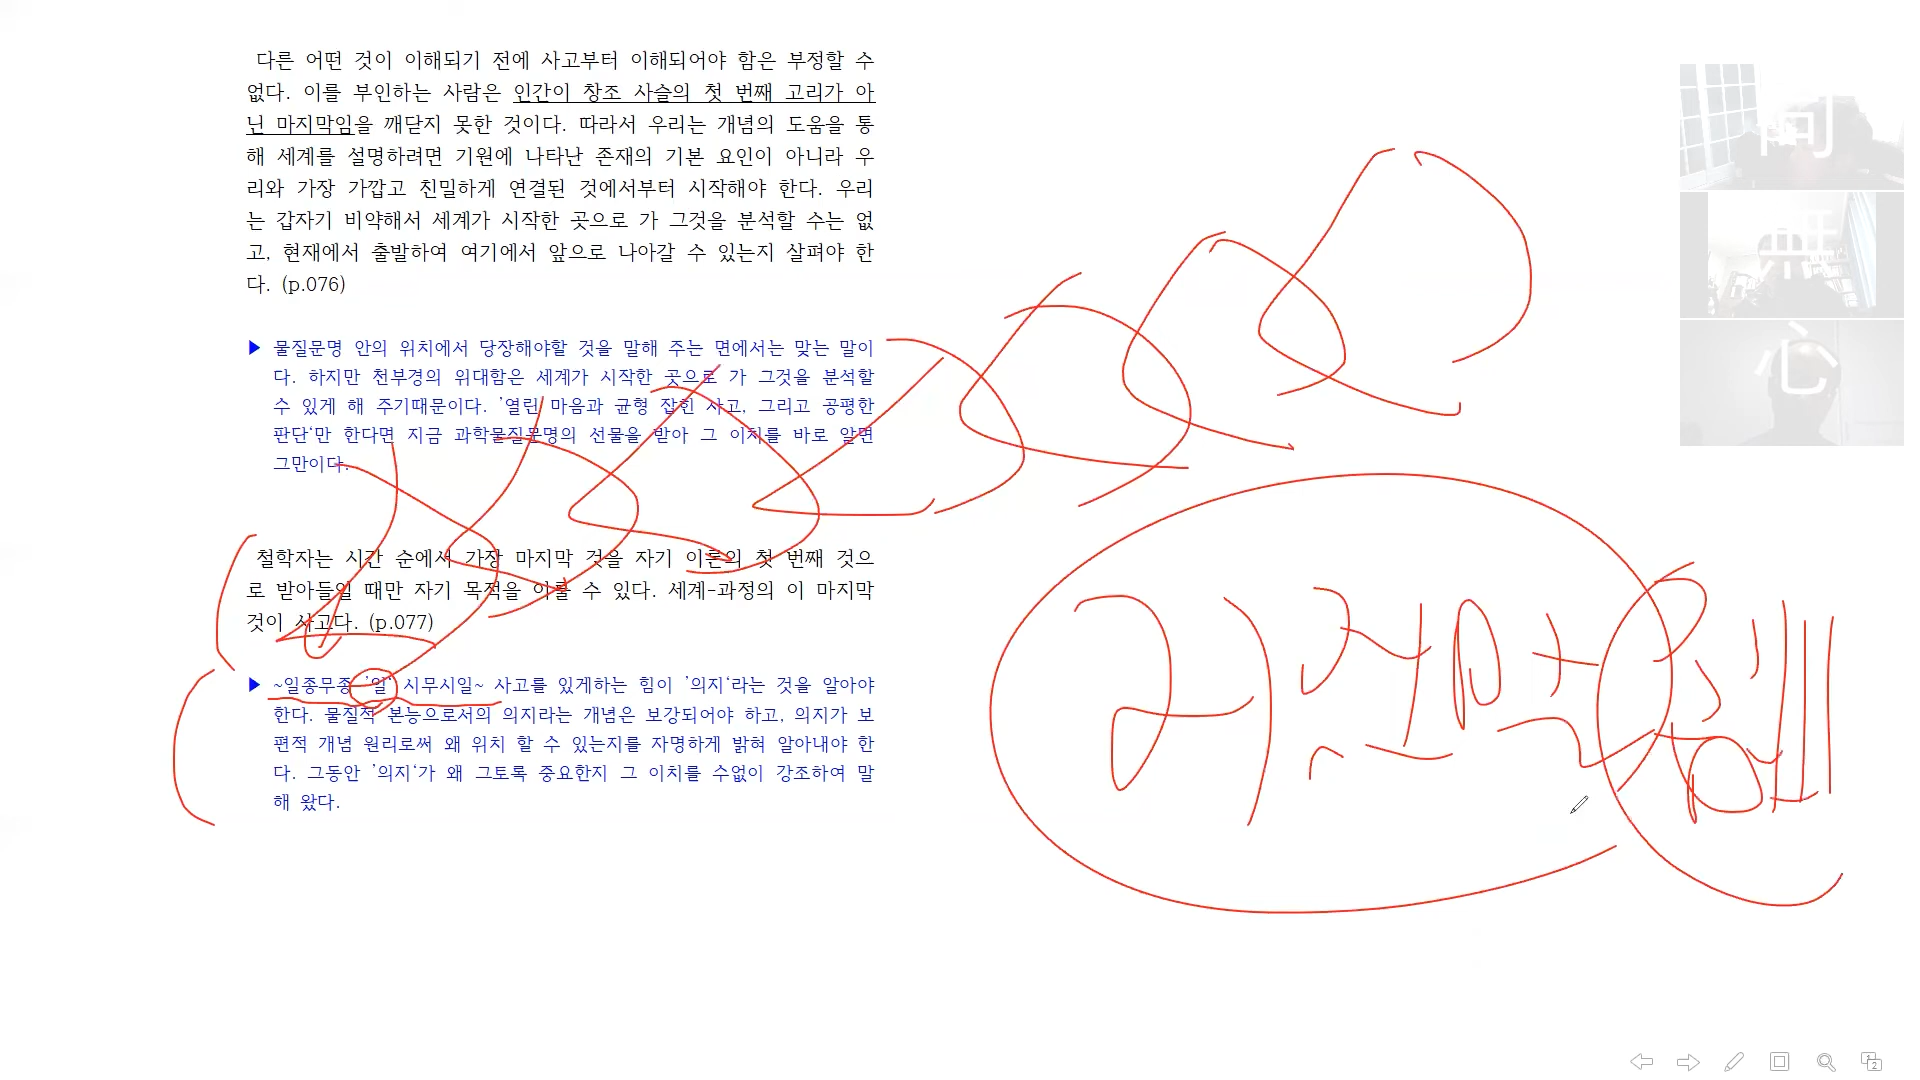 다른 어떤 것이 이해되기 전에 사고부터 이해되어야 함은 부정할 수
없다. 이를 부인하는 사람은 인간이 창조 사슬의 첫 번째 고리가 아
닌 마지막임을 깨닫지 못한 것이다. 따라서 우리는 개념의 도움을 통
해 세계를 설명하려면 기원에 나타난 존재의 기본 요인이 아니라 우
리와 가장 가깝고 친밀하게 연결된 것에서부터 시작해야 한다. 우리
는 갑자기 비약해서 세계가 시작한 곳으로 가 그것을 분석할 수는 없
고, 현재에서 출발하여 여기에서 앞으로 나아갈 수 있는지 살펴야 한
다. (p.076)
▶ 물질문명 안의 위치에서 당장해야할 것을 말해 주는 면에서는 맞는 말이
다. 하지만 천부경의 위대함은 세계가 시작한 곳으로 가 그것을 분석할
수 있게 해 주기때문이다. '열린 마음과 균형 잡힌 사고, 그리고 공평한
판단'만 한다면 지금 과학물질문명의 선물을 받아 그 이치를 바로 알면
그만이다.
철학자는 시간 순에서 가장 마지막 것을 자기 이론의 첫 번째 것으
로 받아들일 때만 자기 목적을 이룰 수 있다. 세계-과정의 이 마지막
것이 사고다. (p.077)
▶ ~일종무종 '일' 시무시일~ 사고를 있게하는 힘이 '의지'라는 것을 알아야
한다. 물질적 본능으로서의 의지라는 개념은 보강되어야 하고, 의지가 보
편적 개념 원리로써 왜 위치 할 수 있는지를 자명하게 밝혀 알아내야 한
다. 그동안 '의지'가 왜 그토록 중요한지 그 이치를 수없이 강조하여 말
해 왔다.
無
心